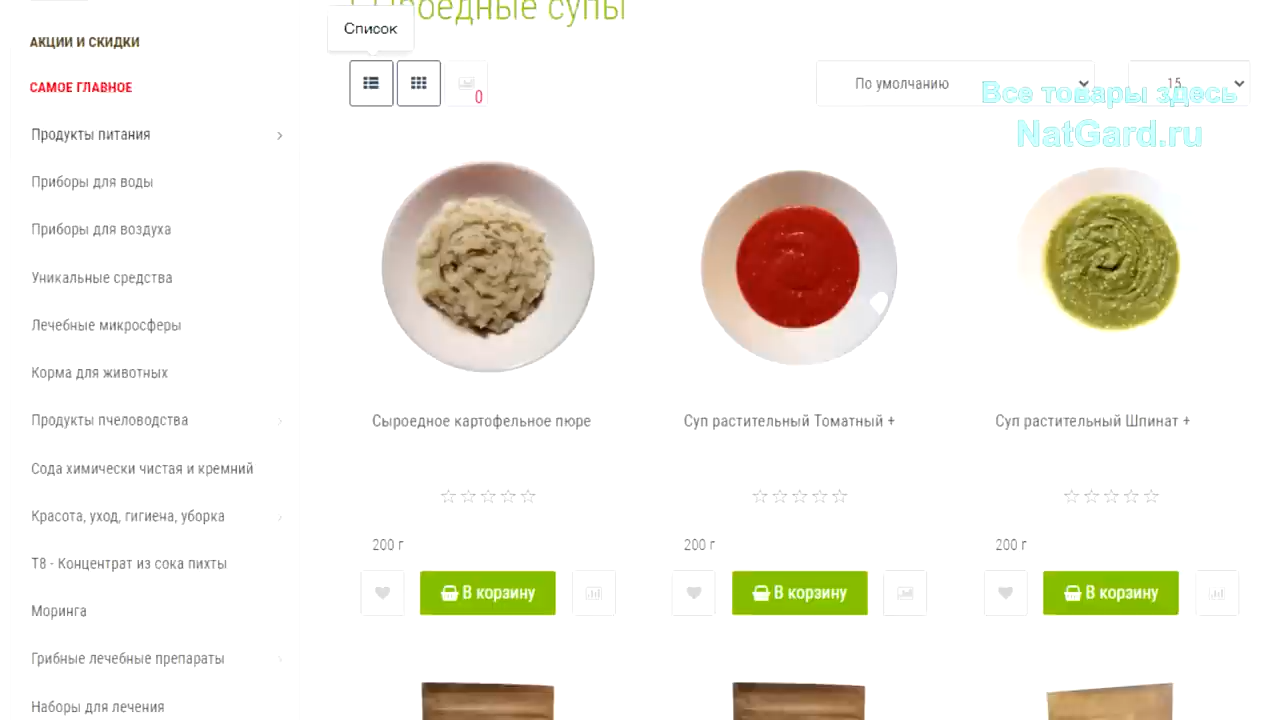 Сыроедные супы
Список
АКЦИИ И СКИДКИ
САМОЕ ГЛАВНОЕ
0
По умолчанию
15
Все товары здесь
NatGard.ru
Продукты питания
Приборы для воды
Приборы для воздуха
Уникальные средства
Лечебные микросферы
Корма для животных
Продукты пчеловодства
Сода химически чистая и кремний
Красота, уход, гигиена, уборка
Т8 - Концентрат из сока пихты
Моринга
Грибные лечебные препараты
Наборы для лечения
Сыроедное картофельное пюре
Суп растительный Томатный +
Суп растительный Шпинат +
200 г
200 г
200 г
В корзину
В корзину
В корзину